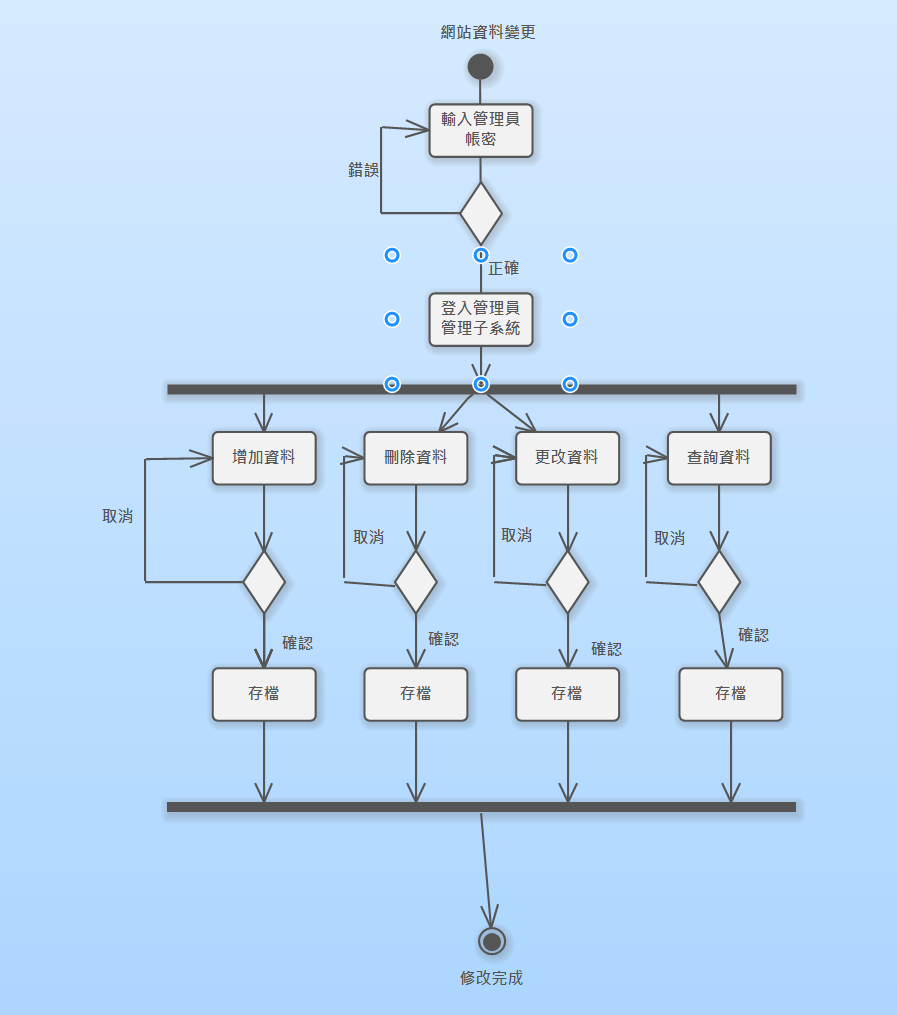 網站資料變更
輸入管理員
帳密
錯誤
正確
登入管理員
管理子系統
增加資料
刪除資料
更改資料
查詢資料
取消
取消
取消
取消
確認
確認
確認
確認
存檔
存檔
存檔
存檔
修改完成